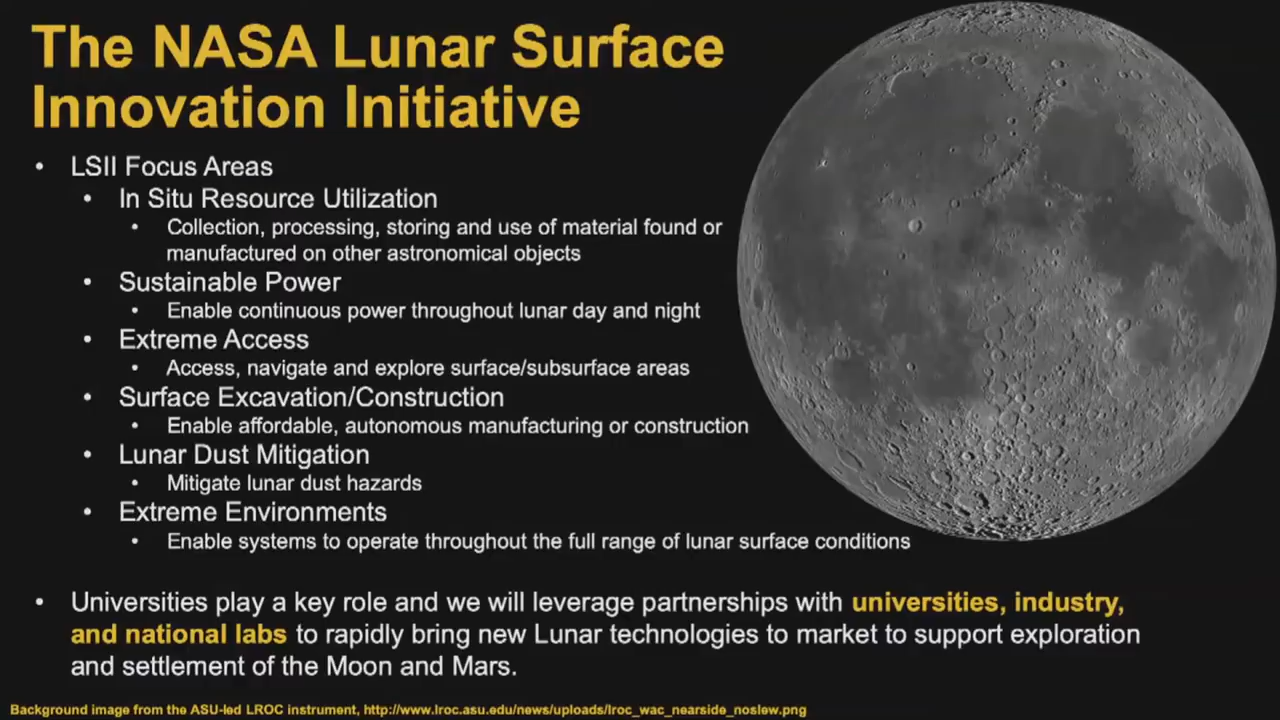 The NASA Lunar Surface
Innovation Initiative
• LSII Focus Areas
• In Situ Resource Utilization
• Collection, processing, storing and use of material found or
manufactured on other astronomical objects
• Sustainable Power
• Enable continuous power throughout lunar day and night
• Extreme Access
• Access, navigate and explore surface/subsurface areas
• Surface Excavation/Construction
• Enable affordable, autonomous manufacturing or construction
• Lunar Dust Mitigation
• Mitigate lunar dust hazards
• Extreme Environments
• Enable systems to operate throughout the full range of lunar surface conditions
• Universities play a key role and we will leverage partnerships with universities, industry,
and national labs to rapidly bring new Lunar technologies to market to support exploration
and settlement of the Moon and Mars.
Background image from the ASU-led LROC instrument, http://www.lroc.asu.edu/news/uploads/lroc_wac_nearside_noslew.png